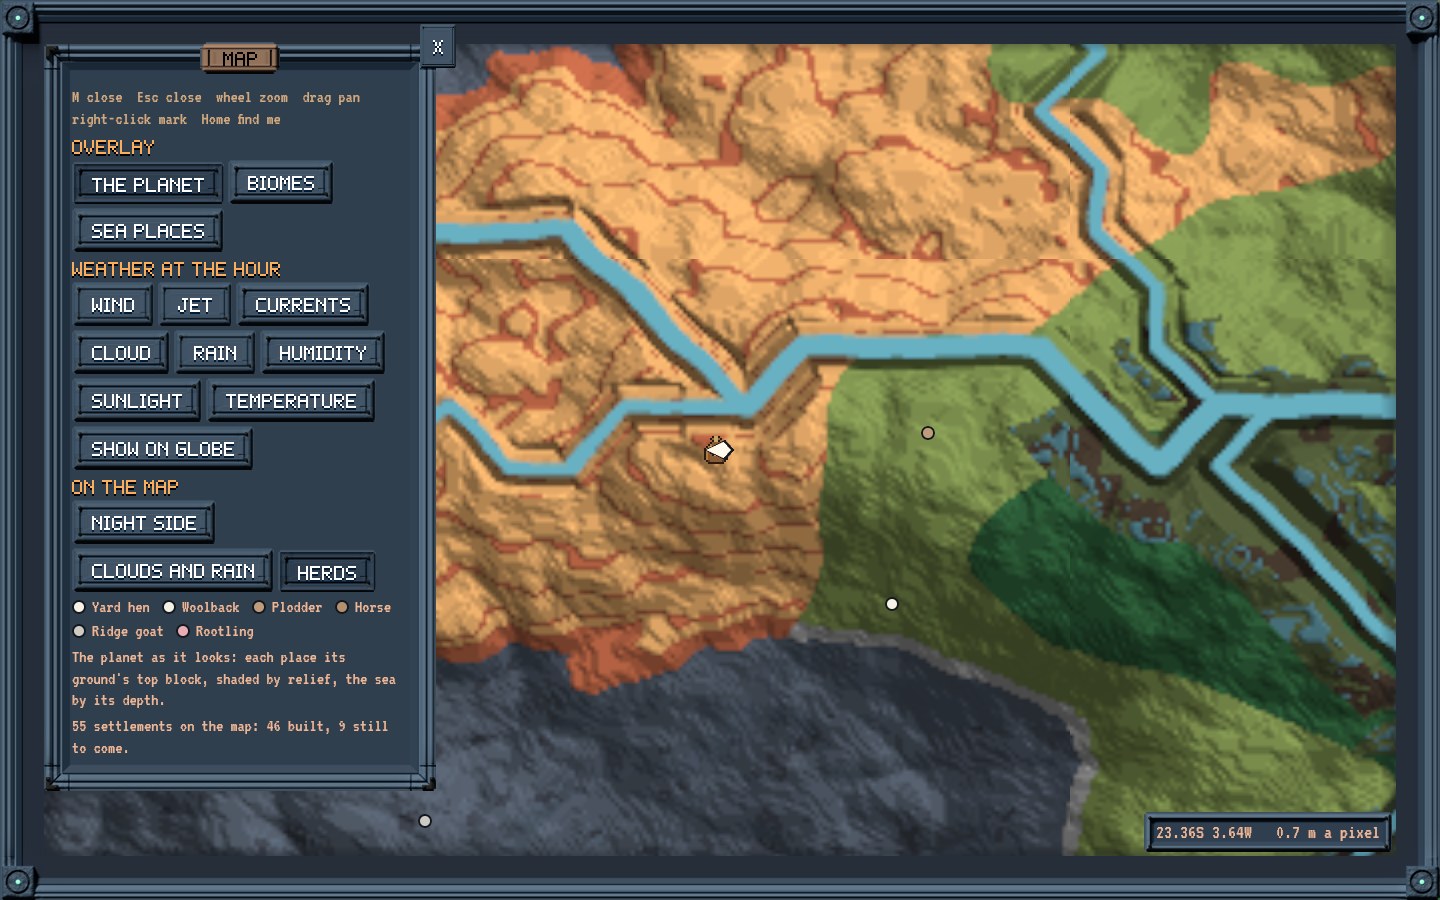 MAP
X
M close  Esc close  wheel zoom  drag pan
right-click mark  Home find me
OVERLAY
THE PLANET
BIOMES
SEA PLACES
WEATHER AT THE HOUR
WIND
JET
CURRENTS
CLOUD
RAIN
HUMIDITY
SUNLIGHT
TEMPERATURE
SHOW ON GLOBE
ON THE MAP
NIGHT SIDE
CLOUDS AND RAIN
HERDS
Yard hen  Woolback  Plodder  Horse
Ridge goat  Rootling
The planet as it looks: each place its
ground's top block, shaded by relief, the sea
by its depth.
55 settlements on the map: 46 built, 9 still
to come.
23.36S 3.64W  0.7 m a pixel